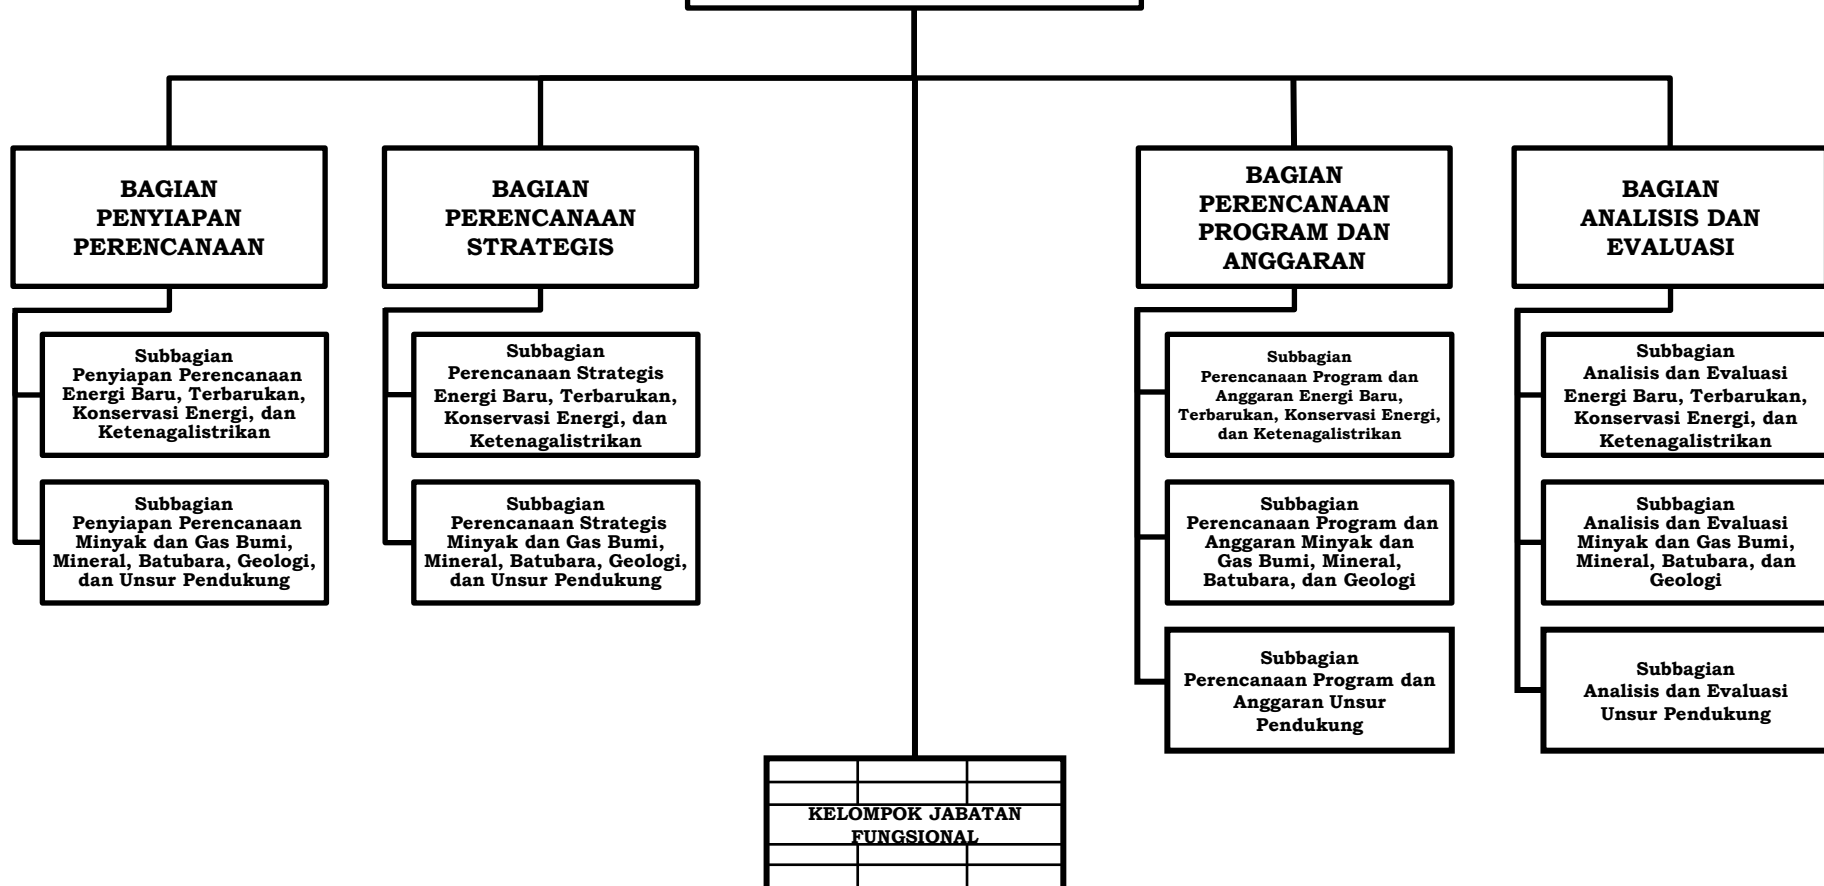 BAGIAN
PENYIAPAN
PERENCANAAN
BAGIAN
PERENCANAAN
STRATEGIS
BAGIAN
PERENCANAAN
PROGRAM DAN
ANGGARAN
BAGIAN
ANALISIS DAN
EVALUASI
Subbagian
Penyiapan Perencanaan
Energi Baru, Terbarukan,
Konservasi Energi, dan
Ketenagalistrikan
Subbagian
Perencanaan Strategis
Energi Baru, Terbarukan,
Konservasi Energi, dan
Ketenagalistrikan
Subbagian
Perencanaan Program dan
Anggaran Energi Baru,
Terbarukan, Konservasi Energi,
dan Ketenagalistrikan
Subbagian
Analisis dan Evaluasi
Energi Baru, Terbarukan,
Konservasi Energi, dan
Ketenagalistrikan
Subbagian
Penyiapan Perencanaan
Minyak dan Gas Bumi,
Mineral, Batubara, Geologi,
dan Unsur Pendukung
Subbagian
Perencanaan Strategis
Minyak dan Gas Bumi,
Mineral, Batubara, Geologi,
dan Unsur Pendukung
Subbagian
Perencanaan Program dan
Anggaran Minyak dan
Gas Bumi, Mineral,
Batubara, dan Geologi
Subbagian
Analisis dan Evaluasi
Minyak dan Gas Bumi,
Mineral, Batubara, dan
Geologi
Subbagian
Perencanaan Program dan
Anggaran Unsur
Pendukung
Subbagian
Analisis dan Evaluasi
Unsur Pendukung
KELOMPOK JABATAN
FUNGSIONAL